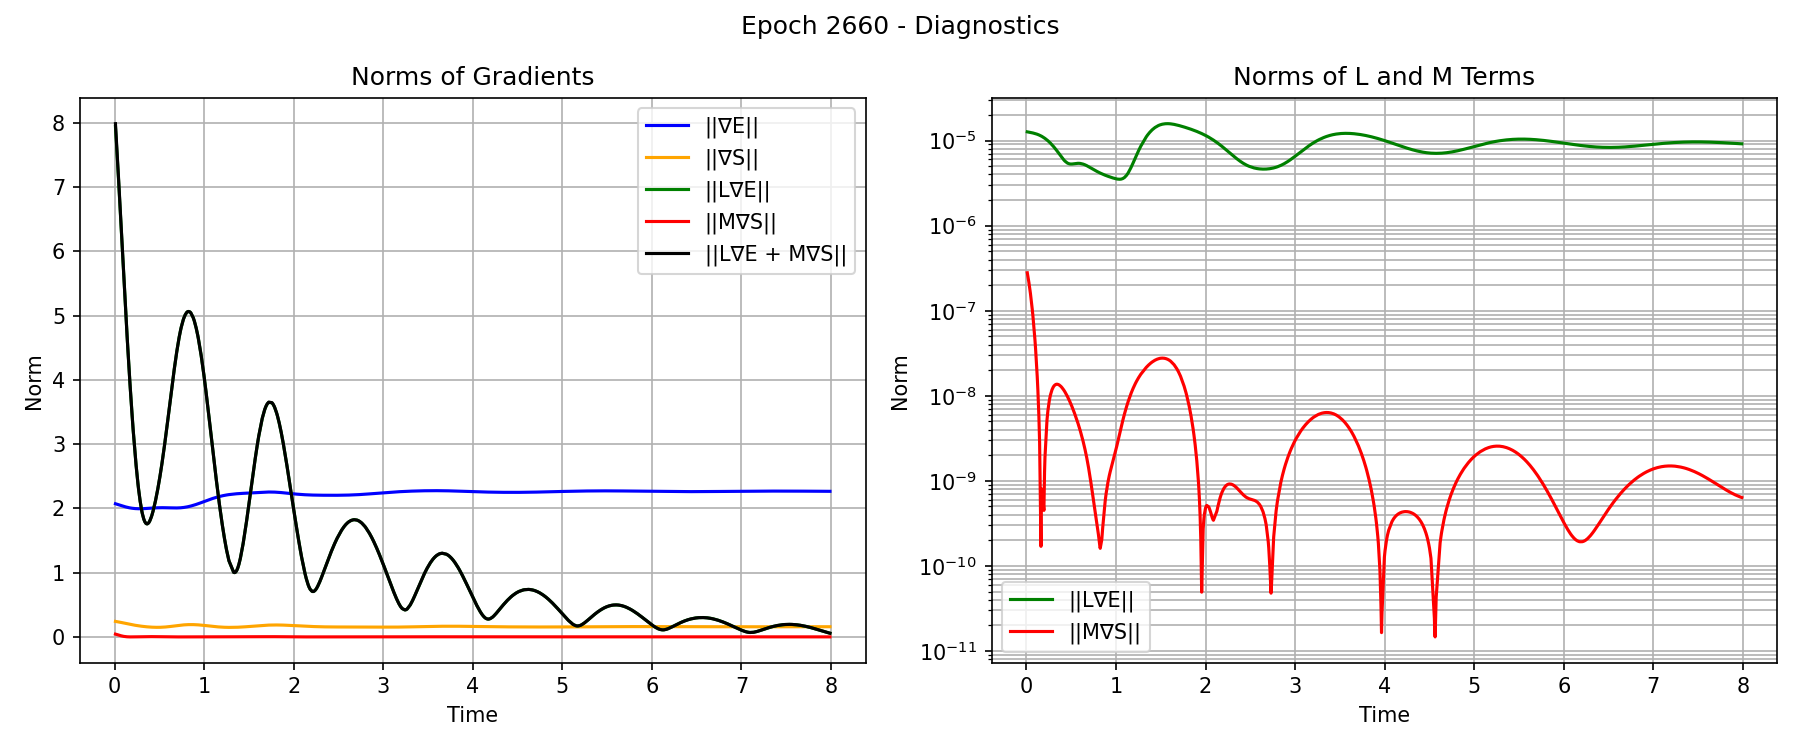 Epoch 2660 - Diagnostics
Norms of Gradients
8
7
6
5
4
3
2
1
0
Norm
0 1 2 3 4 5 6 7 8
Time
||∇E||
||∇S||
||L∇E||
||M∇S||
||L∇E + M∇S||
Norms of L and M Terms
10⁻⁵
10⁻⁶
10⁻⁷
10⁻⁸
10⁻⁹
10⁻¹⁰
10⁻¹¹
Norm
0 1 2 3 4 5 6 7 8
Time
||L∇E||
||M∇S||